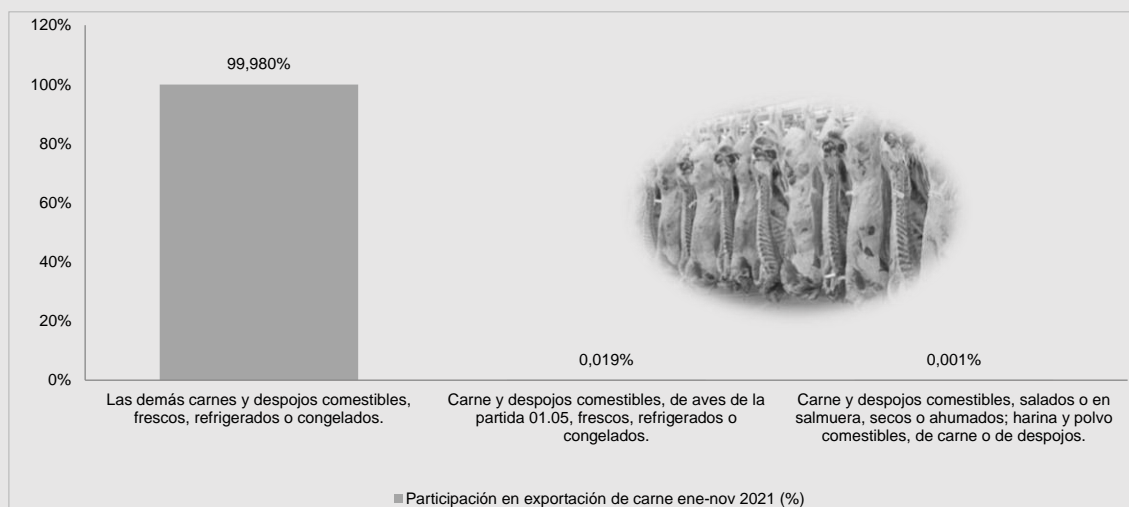 120%
100%
80%
60%
40%
20%
0%
99,980%
0,019%
0,001%
Las demás carnes y despojos comestibles,
frescos, refrigerados o congelados.
Carne y despojos comestibles, de aves de la
partida 01.05, frescos, refrigerados o
congelados.
Carne y despojos comestibles, salados o en
salmuera, secos o ahumados; harina y polvo
comestibles, de carne o de despojos.
Participación en exportación de carne ene-nov 2021 (%)